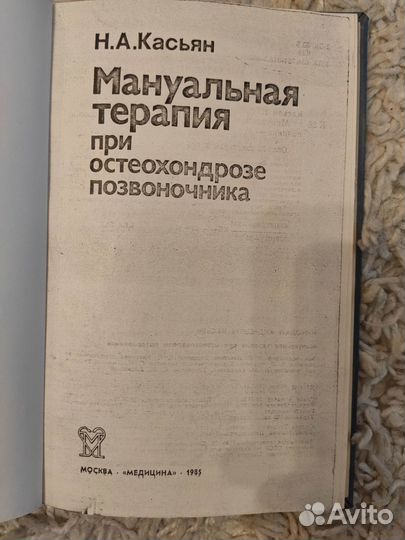 Н.А.Касьян
Мануальная
терапия
при
остеохондрозе
позвоночника
МОСКВА · «МЕДИЦИНА» · 1985
Avito